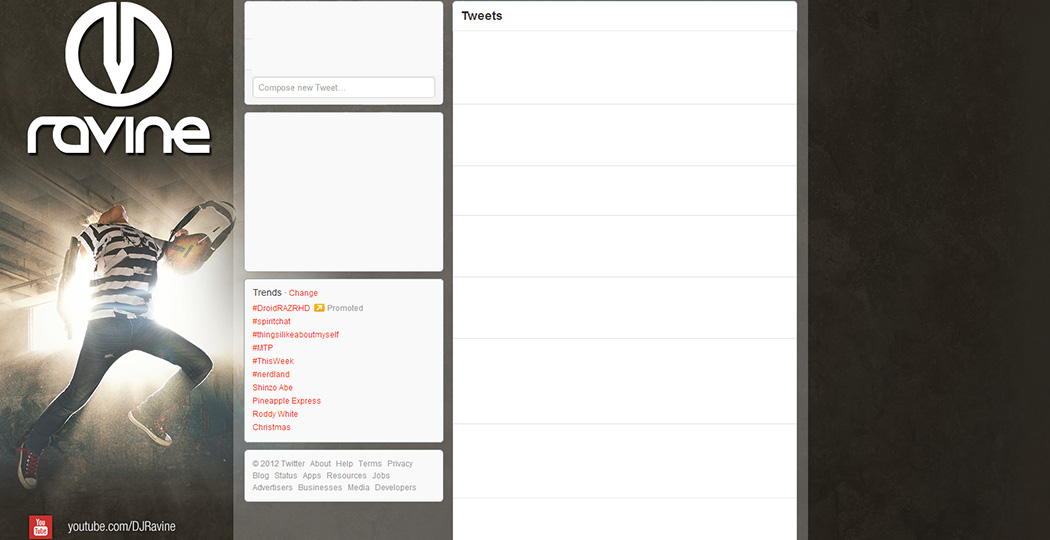 ravine
You
Tube
youtube.com/DJRavine
Compose new Tweet...
Trends · Change
#DroidRAZRHD Promoted
#spiritchat
#thingsilikeaboutmyself
#MTP
#ThisWeek
#nerdland
Shinzo Abe
Pineapple Express
Roddy White
Christmas
© 2012 Twitter About Help Terms Privacy
Blog Status Apps Resources Jobs
Advertisers Businesses Media Developers
Tweets